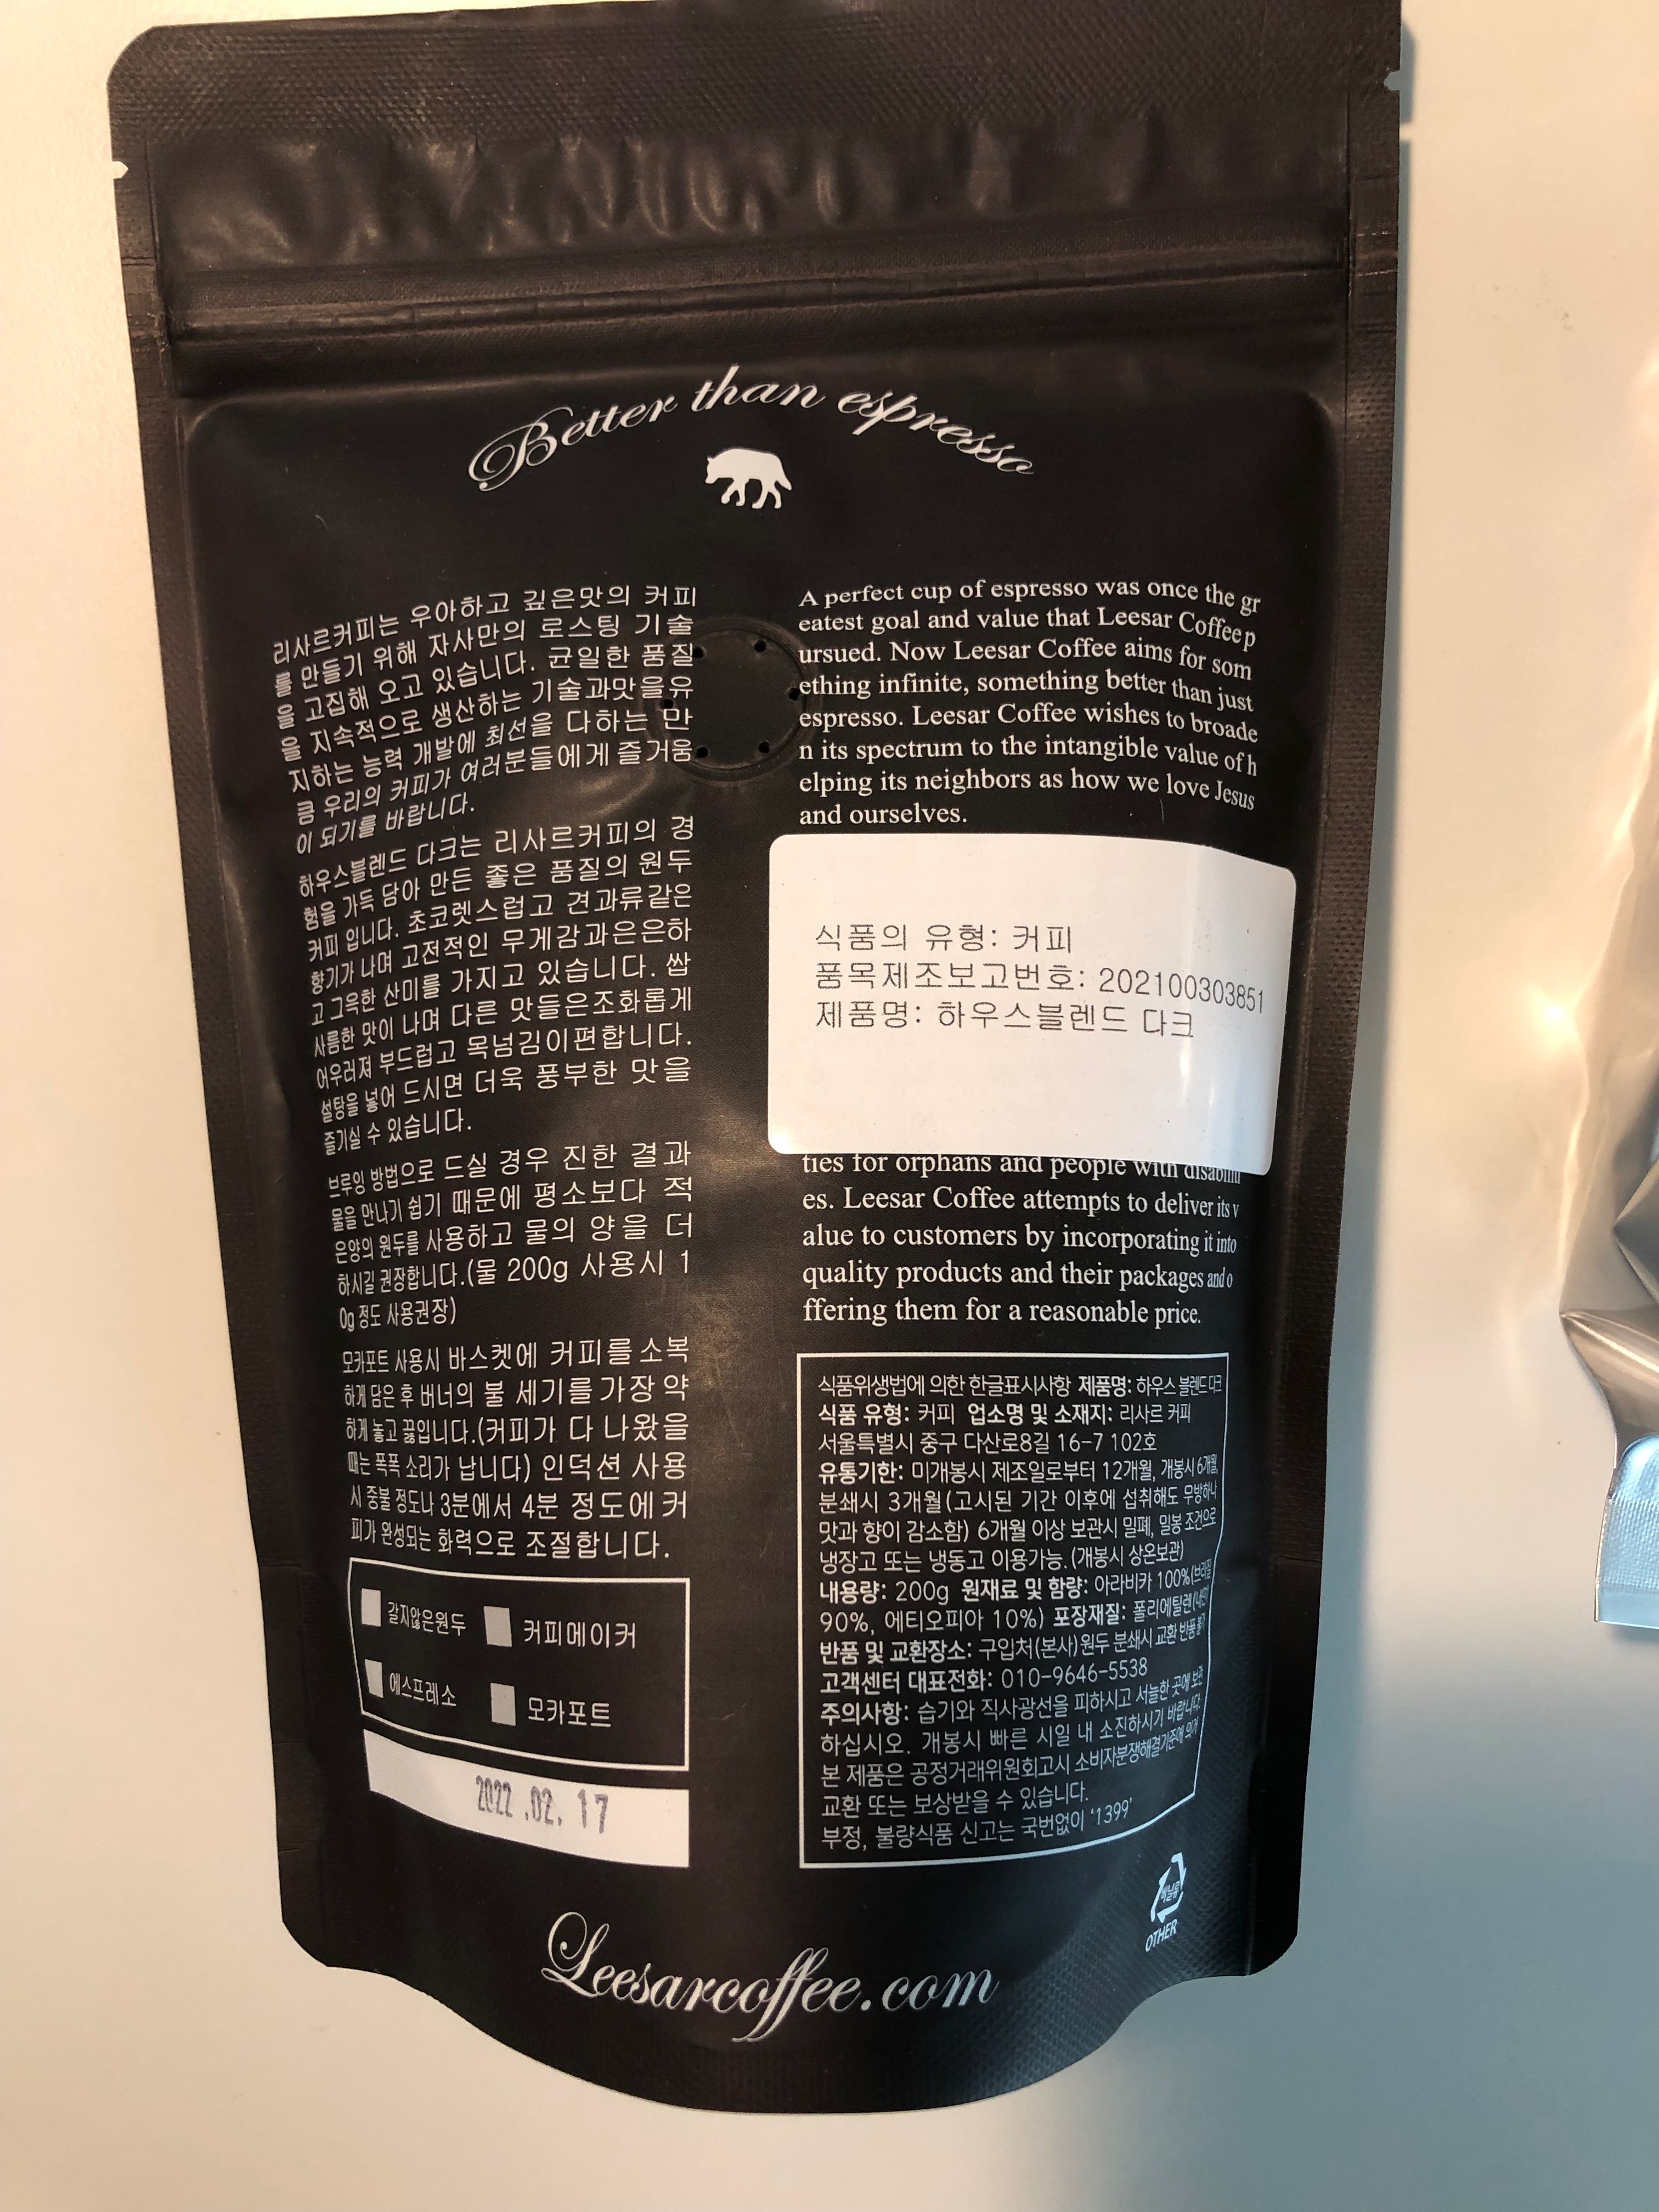 Better than espresso
리사르커피는 우아하고 깊은맛의 커피
를 만들기 위해 자사만의 로스팅 기술
을 고집해 오고 있습니다. 균일한 품질
을 지속적으로 생산하는 기술과맛을유
지하는 능력 개발에 최선을 다하는 만
큼 우리의 커피가 여러분들에게 즐거움
이 되기를 바랍니다.
하우스블렌드 다크는 리사르커피의 경
험을 가득 담아 만든 좋은 품질의 원두
커피 입니다. 초코렛스럽고 견과류같은
향기가 나며 고전적인 무게감과은은하
고 그윽한 산미를 가지고 있습니다. 쌉
사름한 맛이 나며 다른 맛들은조화롭게
어우러져 부드럽고 목넘김이편합니다.
설탕을 넣어 드시면 더욱 풍부한 맛을
즐기실 수 있습니다.
브루잉 방법으로 드실 경우 진한 결과
물을 만나기 쉽기 때문에 평소보다 적
은양의 원두를 사용하고 물의 양을 더
하시길 권장합니다.(물 200g 사용시 1
0g 정도 사용권장)
모카포트 사용시 바스켓에 커피를 소복
하게 담은 후 버너의 불 세기를 가장 약
하게 놓고 끓입니다.(커피가 다 나왔을
때는 폭폭 소리가 납니다) 인덕션 사용
시 중불 정도나 3분에서 4분 정도에 커
피가 완성되는 화력으로 조절합니다.
갈지않은원두 커피메이커
에스프레소 모카포트
2022.02.17
A perfect cup of espresso was once the gr
eatest goal and value that Leesar Coffee p
ursued. Now Leesar Coffee aims for som
ething infinite, something better than just
espresso. Leesar Coffee wishes to broade
n its spectrum to the intangible value of h
elping its neighbors as how we love Jesus
and ourselves.
식품의 유형: 커피
품목제조보고번호: 202100303851
제품명: 하우스블렌드 다크
ties for orphans and people with disabiliti
es. Leesar Coffee attempts to deliver its v
alue to customers by incorporating it into
quality products and their packages and o
ffering them for a reasonable price.
식품위생법에 의한 한글표시사항 제품명: 하우스 블렌드 다크
식품 유형: 커피 업소명 및 소재지: 리사르 커피
서울특별시 중구 다산로8길 16-7 102호
유통기한: 미개봉시 제조일로부터 12개월, 개봉시 6개월,
분쇄시 3개월(고시된 기간 이후에 섭취해도 무방하나
맛과 향이 감소함) 6개월 이상 보관시 밀폐, 밀봉 조건으로
냉장고 또는 냉동고 이용가능. (개봉시 상온보관)
내용량: 200g 원재료 및 함량: 아라비카 100%(브라질
90%, 에티오피아 10%) 포장재질: 폴리에틸렌(내면)
반품 및 교환장소: 구입처(본사)원두 분쇄시 교환 반품 불가
고객센터 대표전화: 010-9646-5538
주의사항: 습기와 직사광선을 피하시고 서늘한 곳에 보관
하십시오. 개봉시 빠른 시일 내 소진하시기 바랍니다.
본 제품은 공정거래위원회고시 소비자분쟁해결기준에 의거
교환 또는 보상받을 수 있습니다.
부정, 불량식품 신고는 국번없이 '1399'
비닐류
OTHER
Leesarcoffee.com